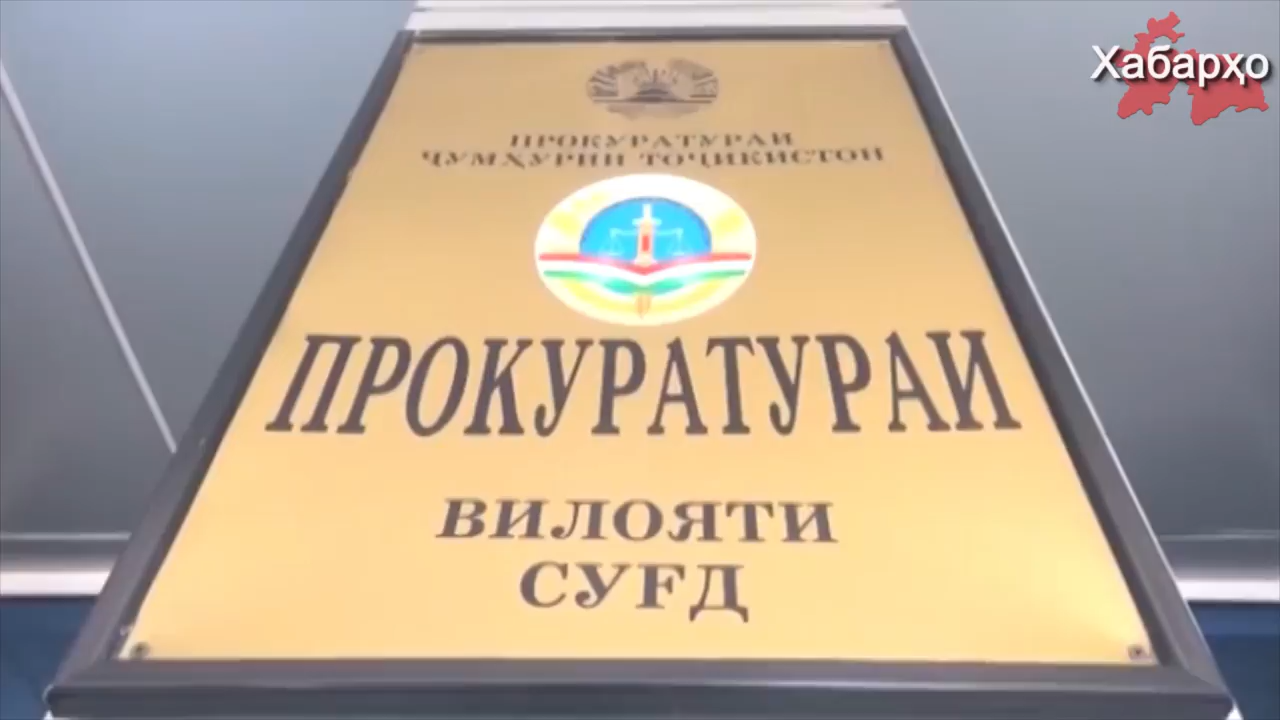 Хабарҳо
ПРОКУРАТУРАИ
ҶУМҲУРИИ ТОҶИКИСТОН
ПРОКУРАТУРАИ
ВИЛОЯТИ
СУҒД